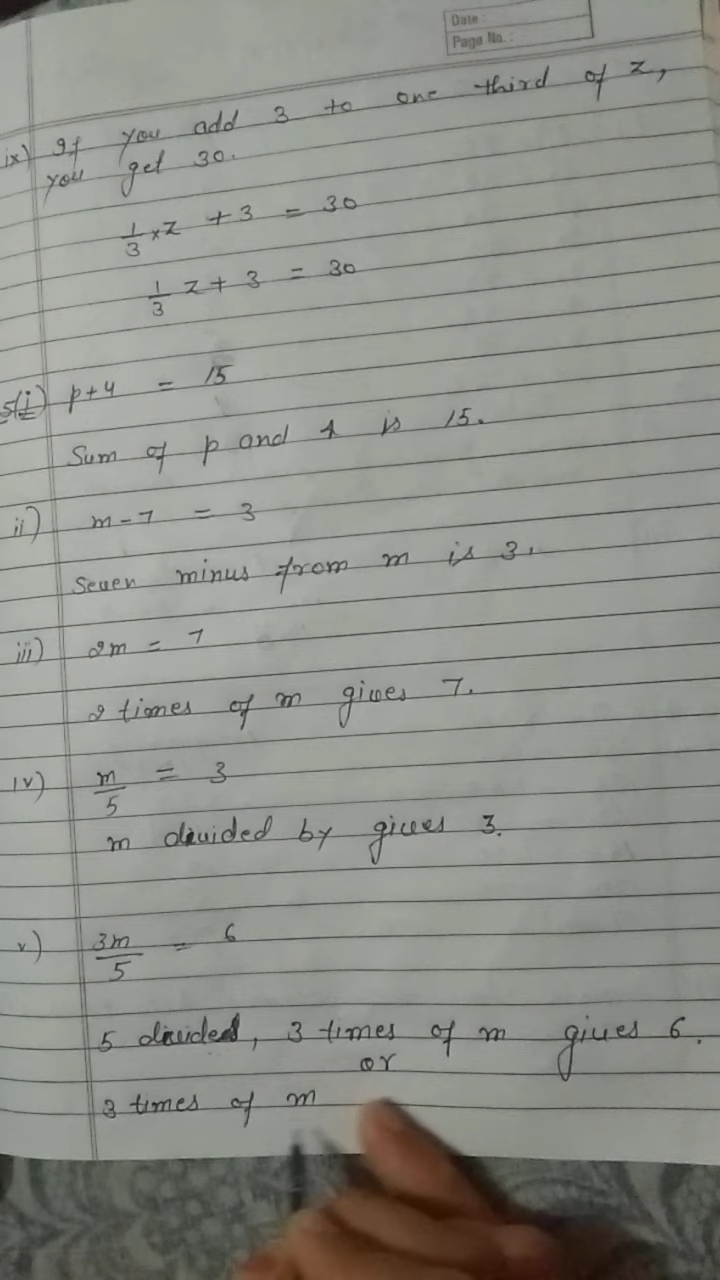 Date :
Page No. :
ix) If you add 3 to one third of z,
you get 30.
1/3 × z + 3 = 30
1/3 z + 3 = 30
5(i) p+4 = 15
Sum of p and 4 is 15.
ii) m - 7 = 3
Seven minus from m is 3.
iii) 2m = 7
2 times of m gives 7.
iv) m/5 = 3
m divided by gives 3.
v) 3m/5 = 6
5 divided, 3 times of m gives 6.
or
3 times of m